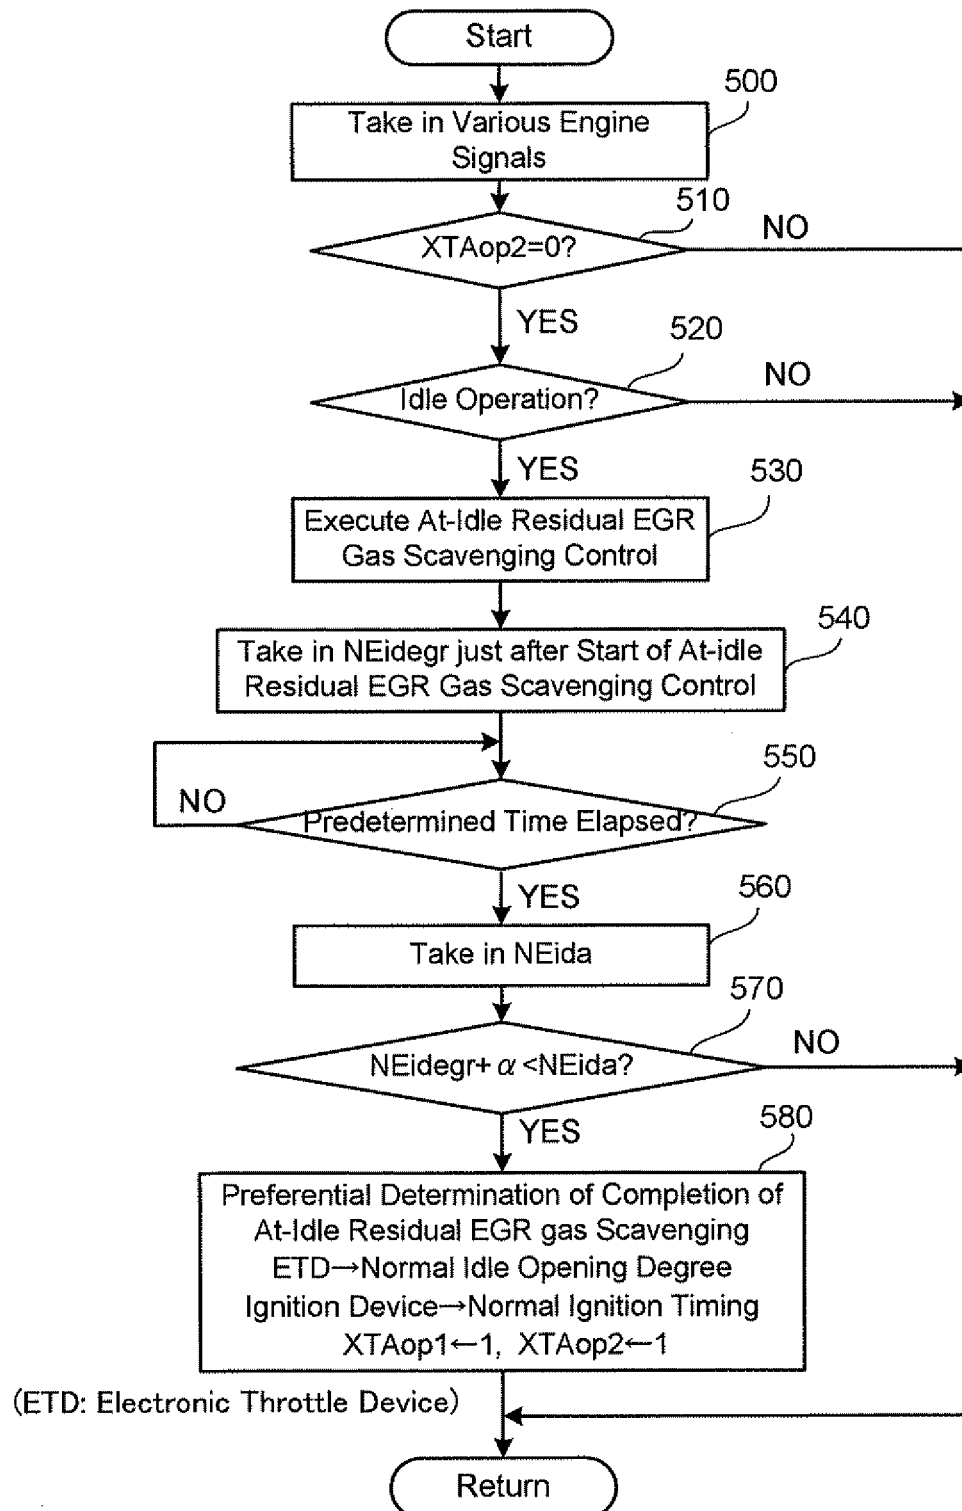 Start
500
Take in Various Engine
Signals
510
XTAop2=0?
NO
YES
520
Idle Operation?
NO
YES
530
Execute At-Idle Residual EGR
Gas Scavenging Control
540
Take in NEidegr just after Start of At-idle
Residual EGR Gas Scavenging Control
550
NO
Predetermined Time Elapsed?
YES
560
Take in NEida
570
NEidegr+ α <NEida?
NO
YES
580
Preferential Determination of Completion of
At-Idle Residual EGR gas Scavenging
ETD→Normal Idle Opening Degree
Ignition Device→Normal Ignition Timing
XTAop1←1, XTAop2←1
(ETD: Electronic Throttle Device)
Return